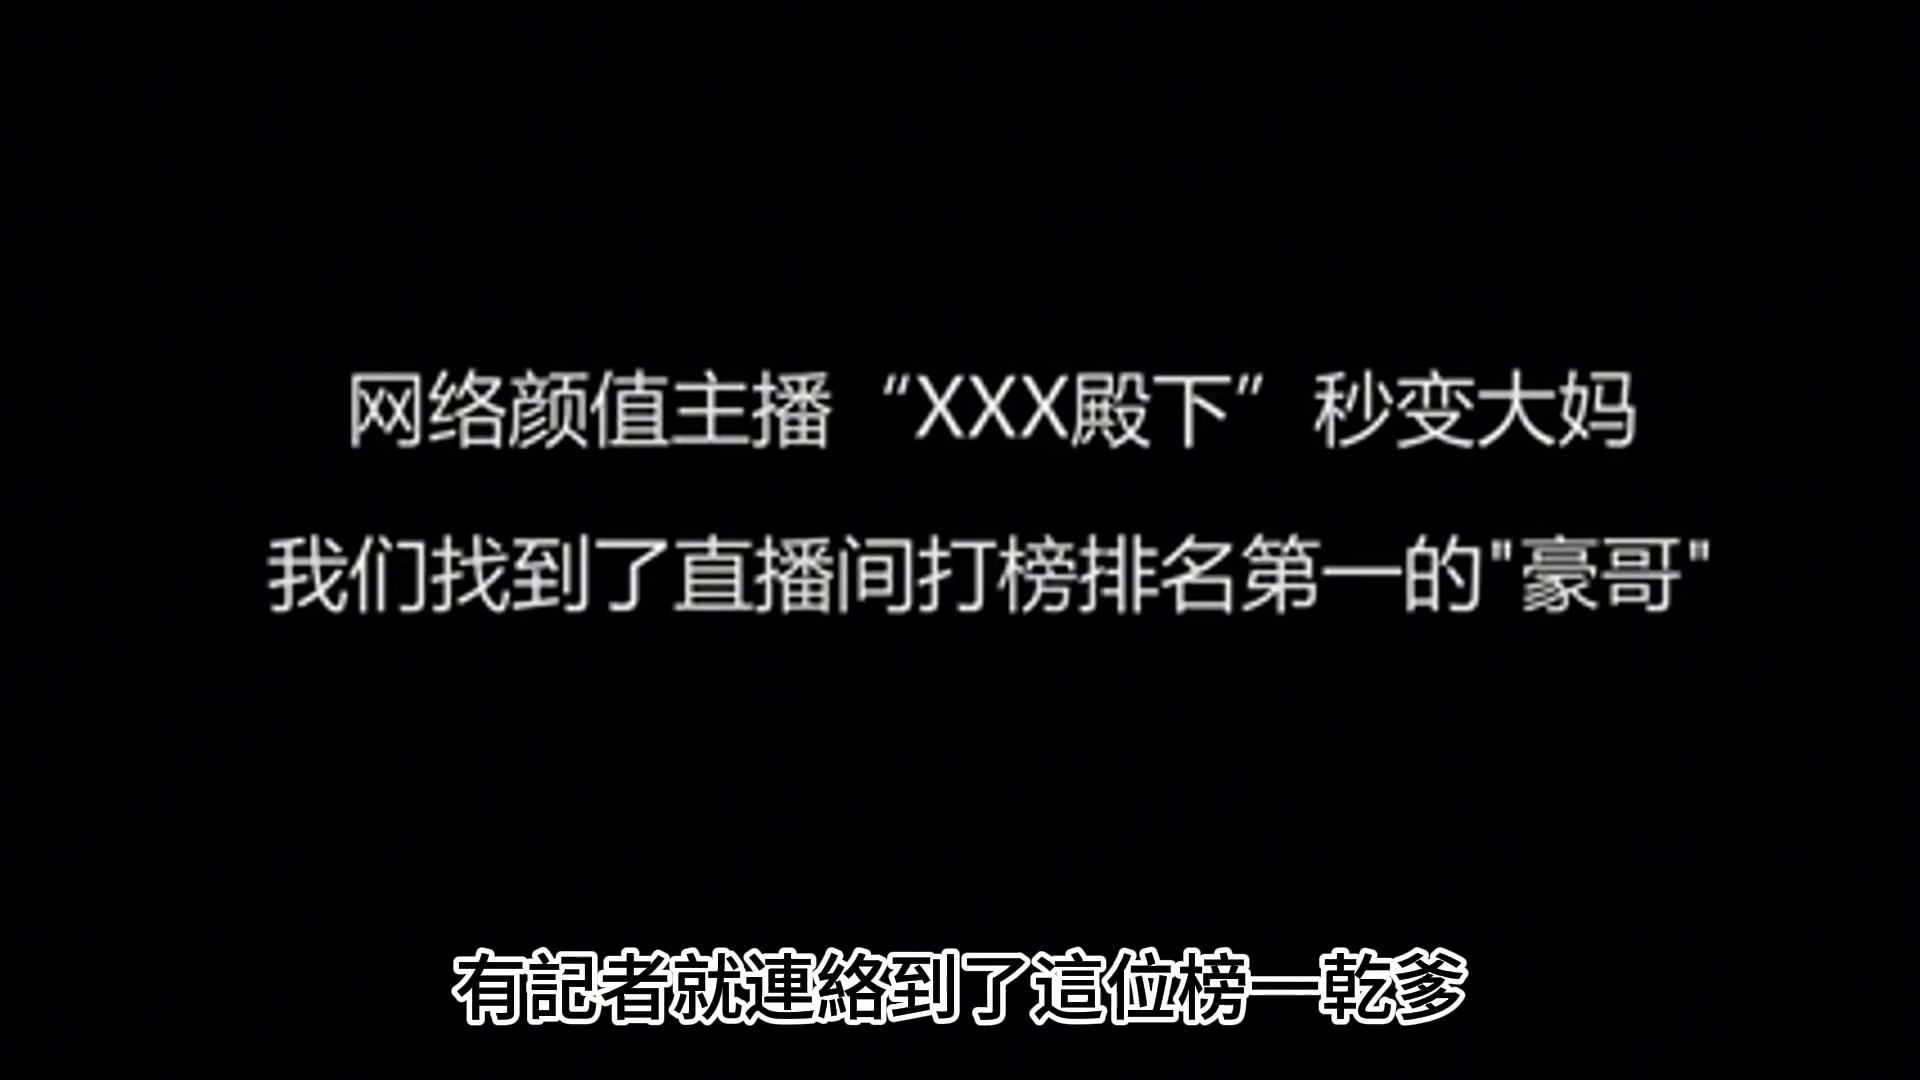 网络颜值主播“XXX殿下”秒变大妈
我们找到了直播间打榜排名第一的"豪哥"
有記者就連絡到了這位榜一乾爹